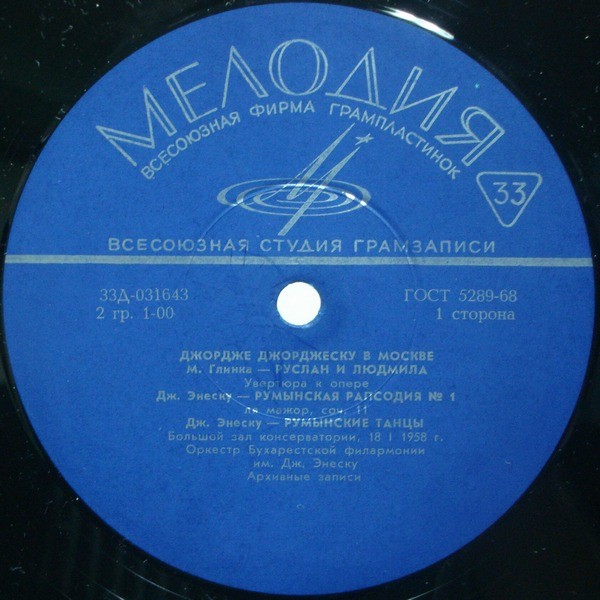 МЕЛОДИЯ
ВСЕСОЮЗНАЯ ФИРМА ГРАМПЛАСТИНОК
33
ВСЕСОЮЗНАЯ СТУДИЯ ГРАМЗАПИСИ
33Д-031643 ГОСТ 5289-68
2 гр. 1-00 1 сторона
ДЖОРДЖЕ ДЖОРДЖЕСКУ В МОСКВЕ
М. Глинка — РУСЛАН И ЛЮДМИЛА
Увертюра к опере
Дж. Энеску — РУМЫНСКАЯ РАПСОДИЯ № 1
ля мажор, соч. 11
Дж. Энеску — РУМЫНСКИЕ ТАНЦЫ
Большой зал консерватории, 18 I 1958 г.
Оркестр Бухарестской филармонии
им. Дж. Энеску
Архивные записи